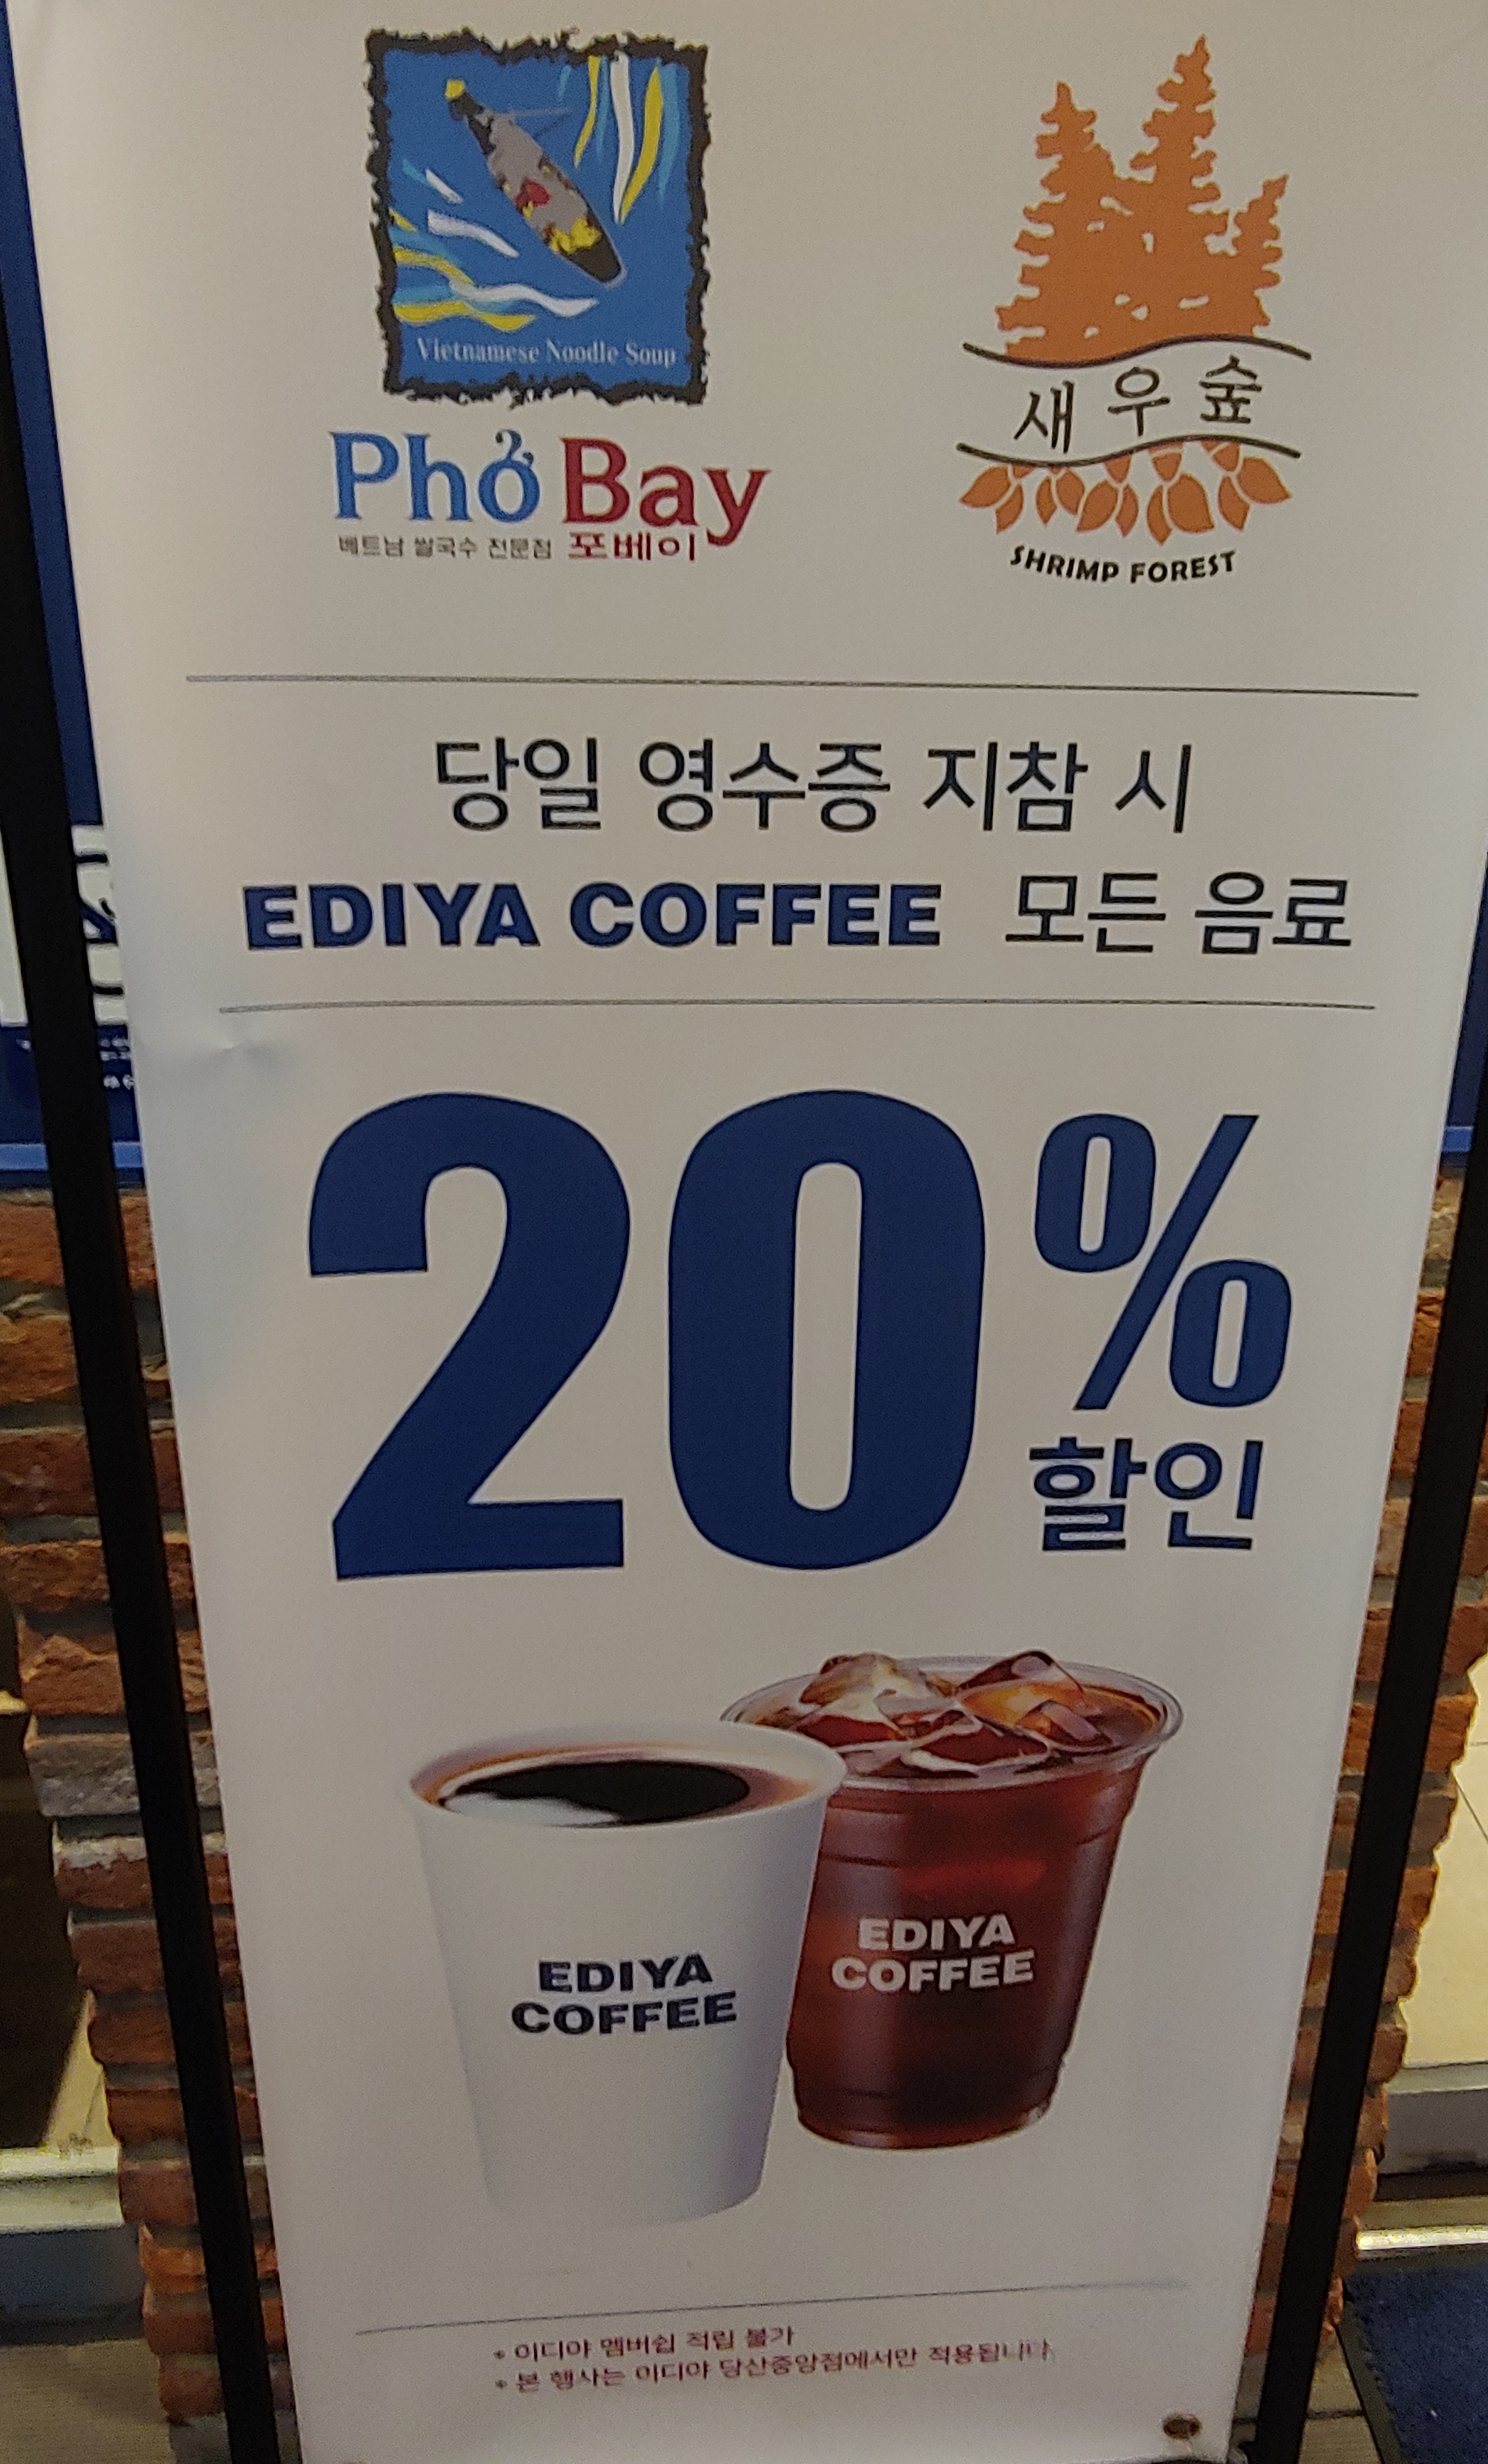 Vietnamese Noodle Soup
Phở Bay
베트남 쌀국수 전문점 포베이
새우숲
SHRIMP FOREST
당일 영수증 지참 시
EDIYA COFFEE 모든 음료
20%
할인
EDIYA
COFFEE
EDIYA
COFFEE
* 이디야 멤버쉽 적립 불가
* 본 행사는 이디야 당산중앙점에서만 적용됩니다